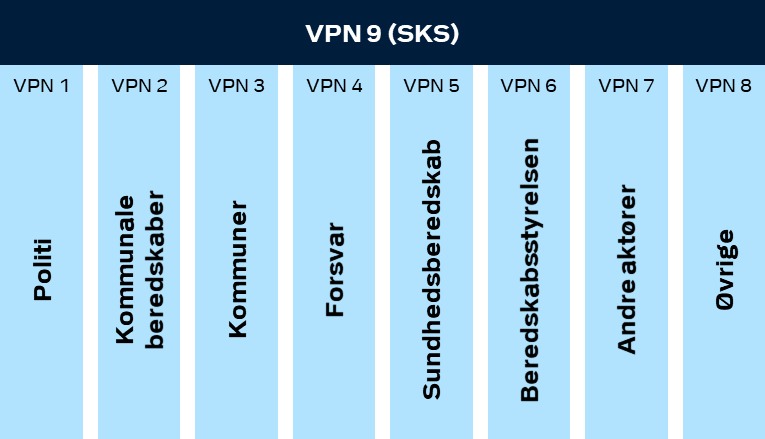 VPN 9 (SKS)
VPN 1
Politi
VPN 2
Kommunale
beredskaber
VPN 3
Kommuner
VPN 4
Forsvar
VPN 5
Sundhedsberedskab
VPN 6
Beredskabsstyrelsen
VPN 7
Andre aktører
VPN 8
Øvrige